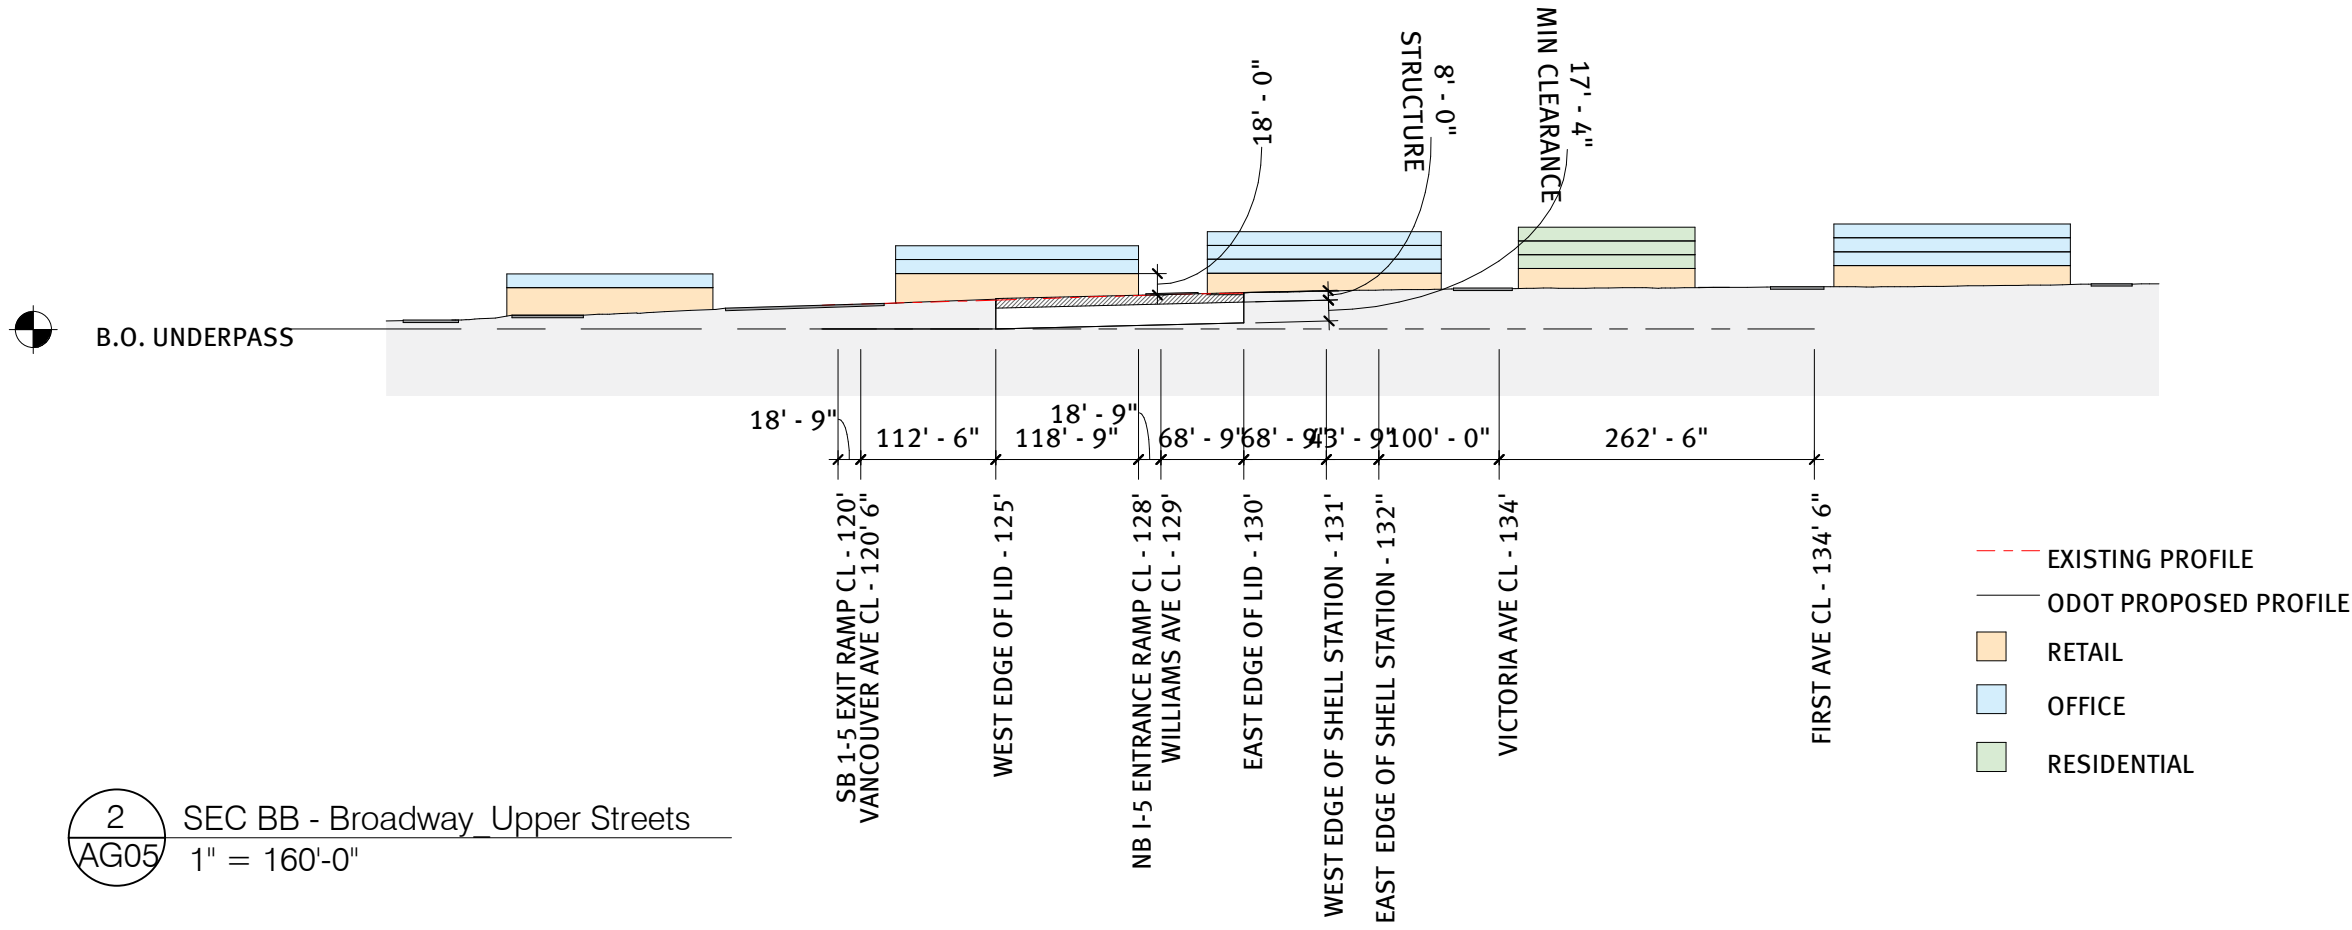 18' - 0"
8' - 0"
STRUCTURE
17' - 4"
MIN CLEARANCE
B.O. UNDERPASS
18' - 9"
112' - 6"
118' - 9"
18' - 9"
68' - 9"
68' - 9"
43' - 9"
100' - 0"
262' - 6"
SB 1-5 EXIT RAMP CL - 120'
VANCOUVER AVE CL - 120' 6"
WEST EDGE OF LID - 125'
NB I-5 ENTRANCE RAMP CL - 128'
WILLIAMS AVE CL - 129'
EAST EDGE OF LID - 130'
WEST EDGE OF SHELL STATION - 131'
EAST EDGE OF SHELL STATION - 132"
VICTORIA AVE CL - 134'
FIRST AVE CL - 134' 6"
EXISTING PROFILE
ODOT PROPOSED PROFILE
RETAIL
OFFICE
RESIDENTIAL
2
AG05
SEC BB - Broadway_Upper Streets
1" = 160'-0"